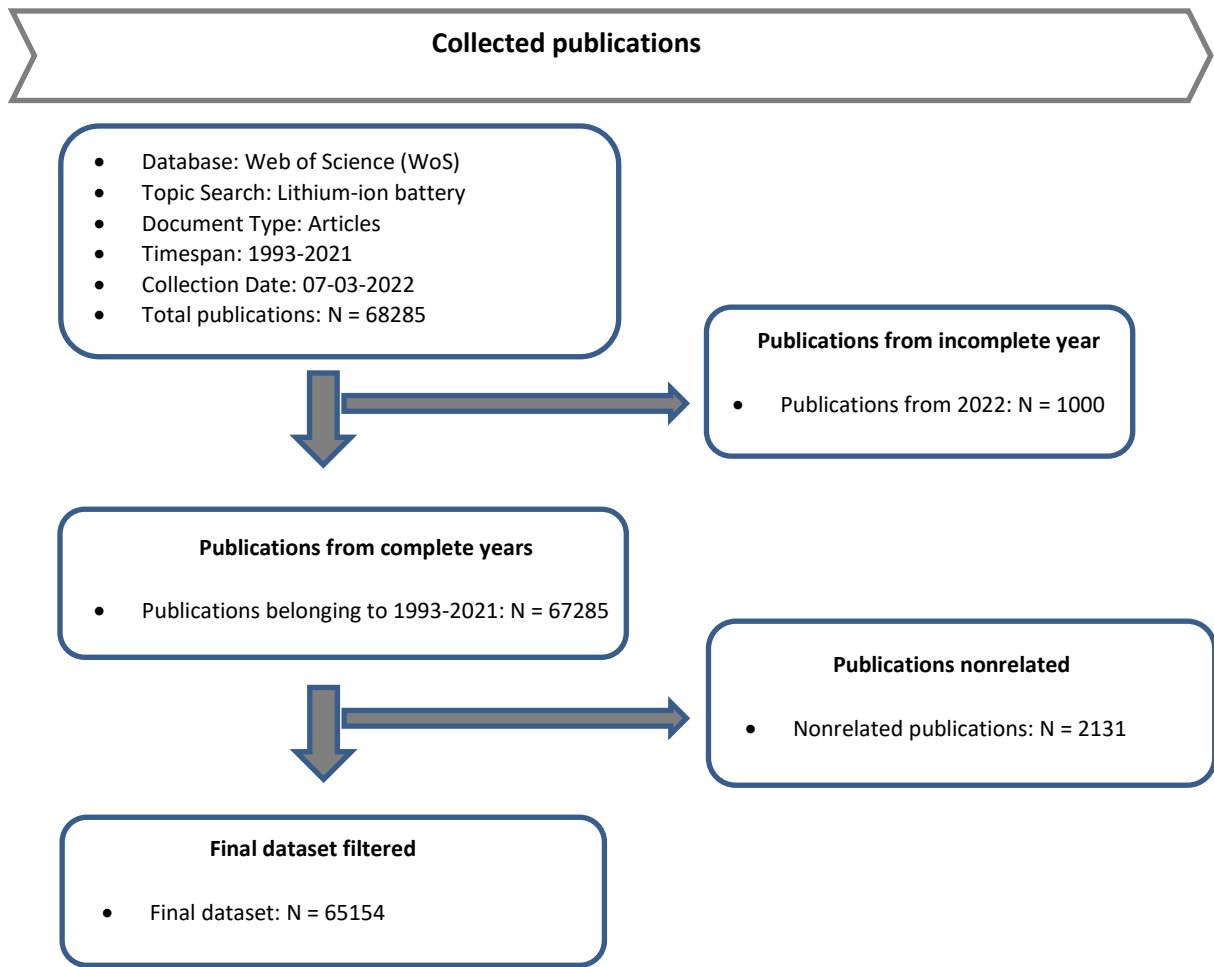 Collected publications
• Database: Web of Science (WoS)
• Topic Search: Lithium-ion battery
• Document Type: Articles
• Timespan: 1993-2021
• Collection Date: 07-03-2022
• Total publications: N = 68285
Publications from incomplete year
• Publications from 2022: N = 1000
Publications from complete years
• Publications belonging to 1993-2021: N = 67285
Publications nonrelated
• Nonrelated publications: N = 2131
Final dataset filtered
• Final dataset: N = 65154